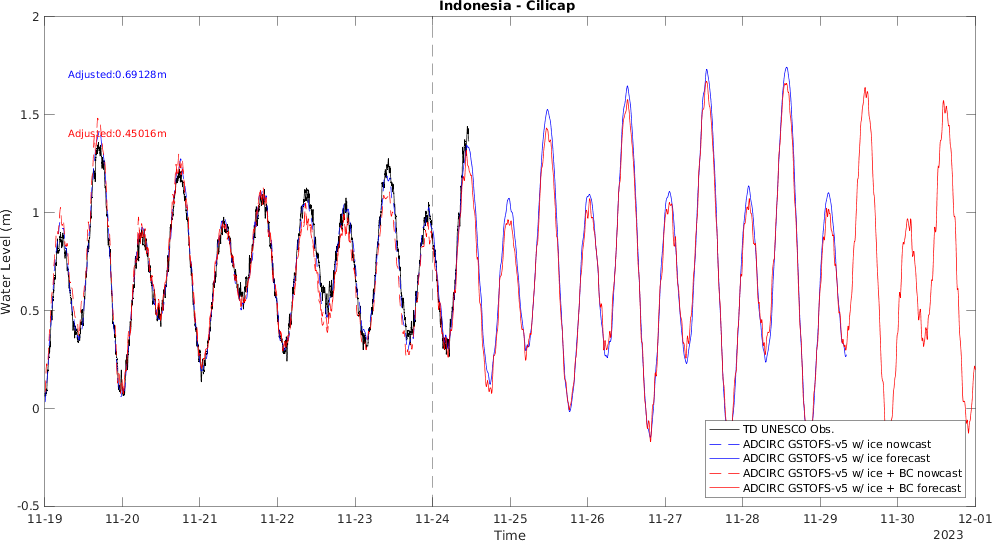 Indonesia - Cilicap
2
1.5
1
0.5
0
-0.5
Water Level (m)
Adjusted:0.69128m
Adjusted:0.45016m
TD UNESCO Obs.
ADCIRC GSTOFS-v5 w/ ice nowcast
ADCIRC GSTOFS-v5 w/ ice forecast
ADCIRC GSTOFS-v5 w/ ice + BC nowcast
ADCIRC GSTOFS-v5 w/ ice + BC forecast
11-19 11-20 11-21 11-22 11-23 11-24 11-25 11-26 11-27 11-28 11-29 11-30 12-01
Time
2023